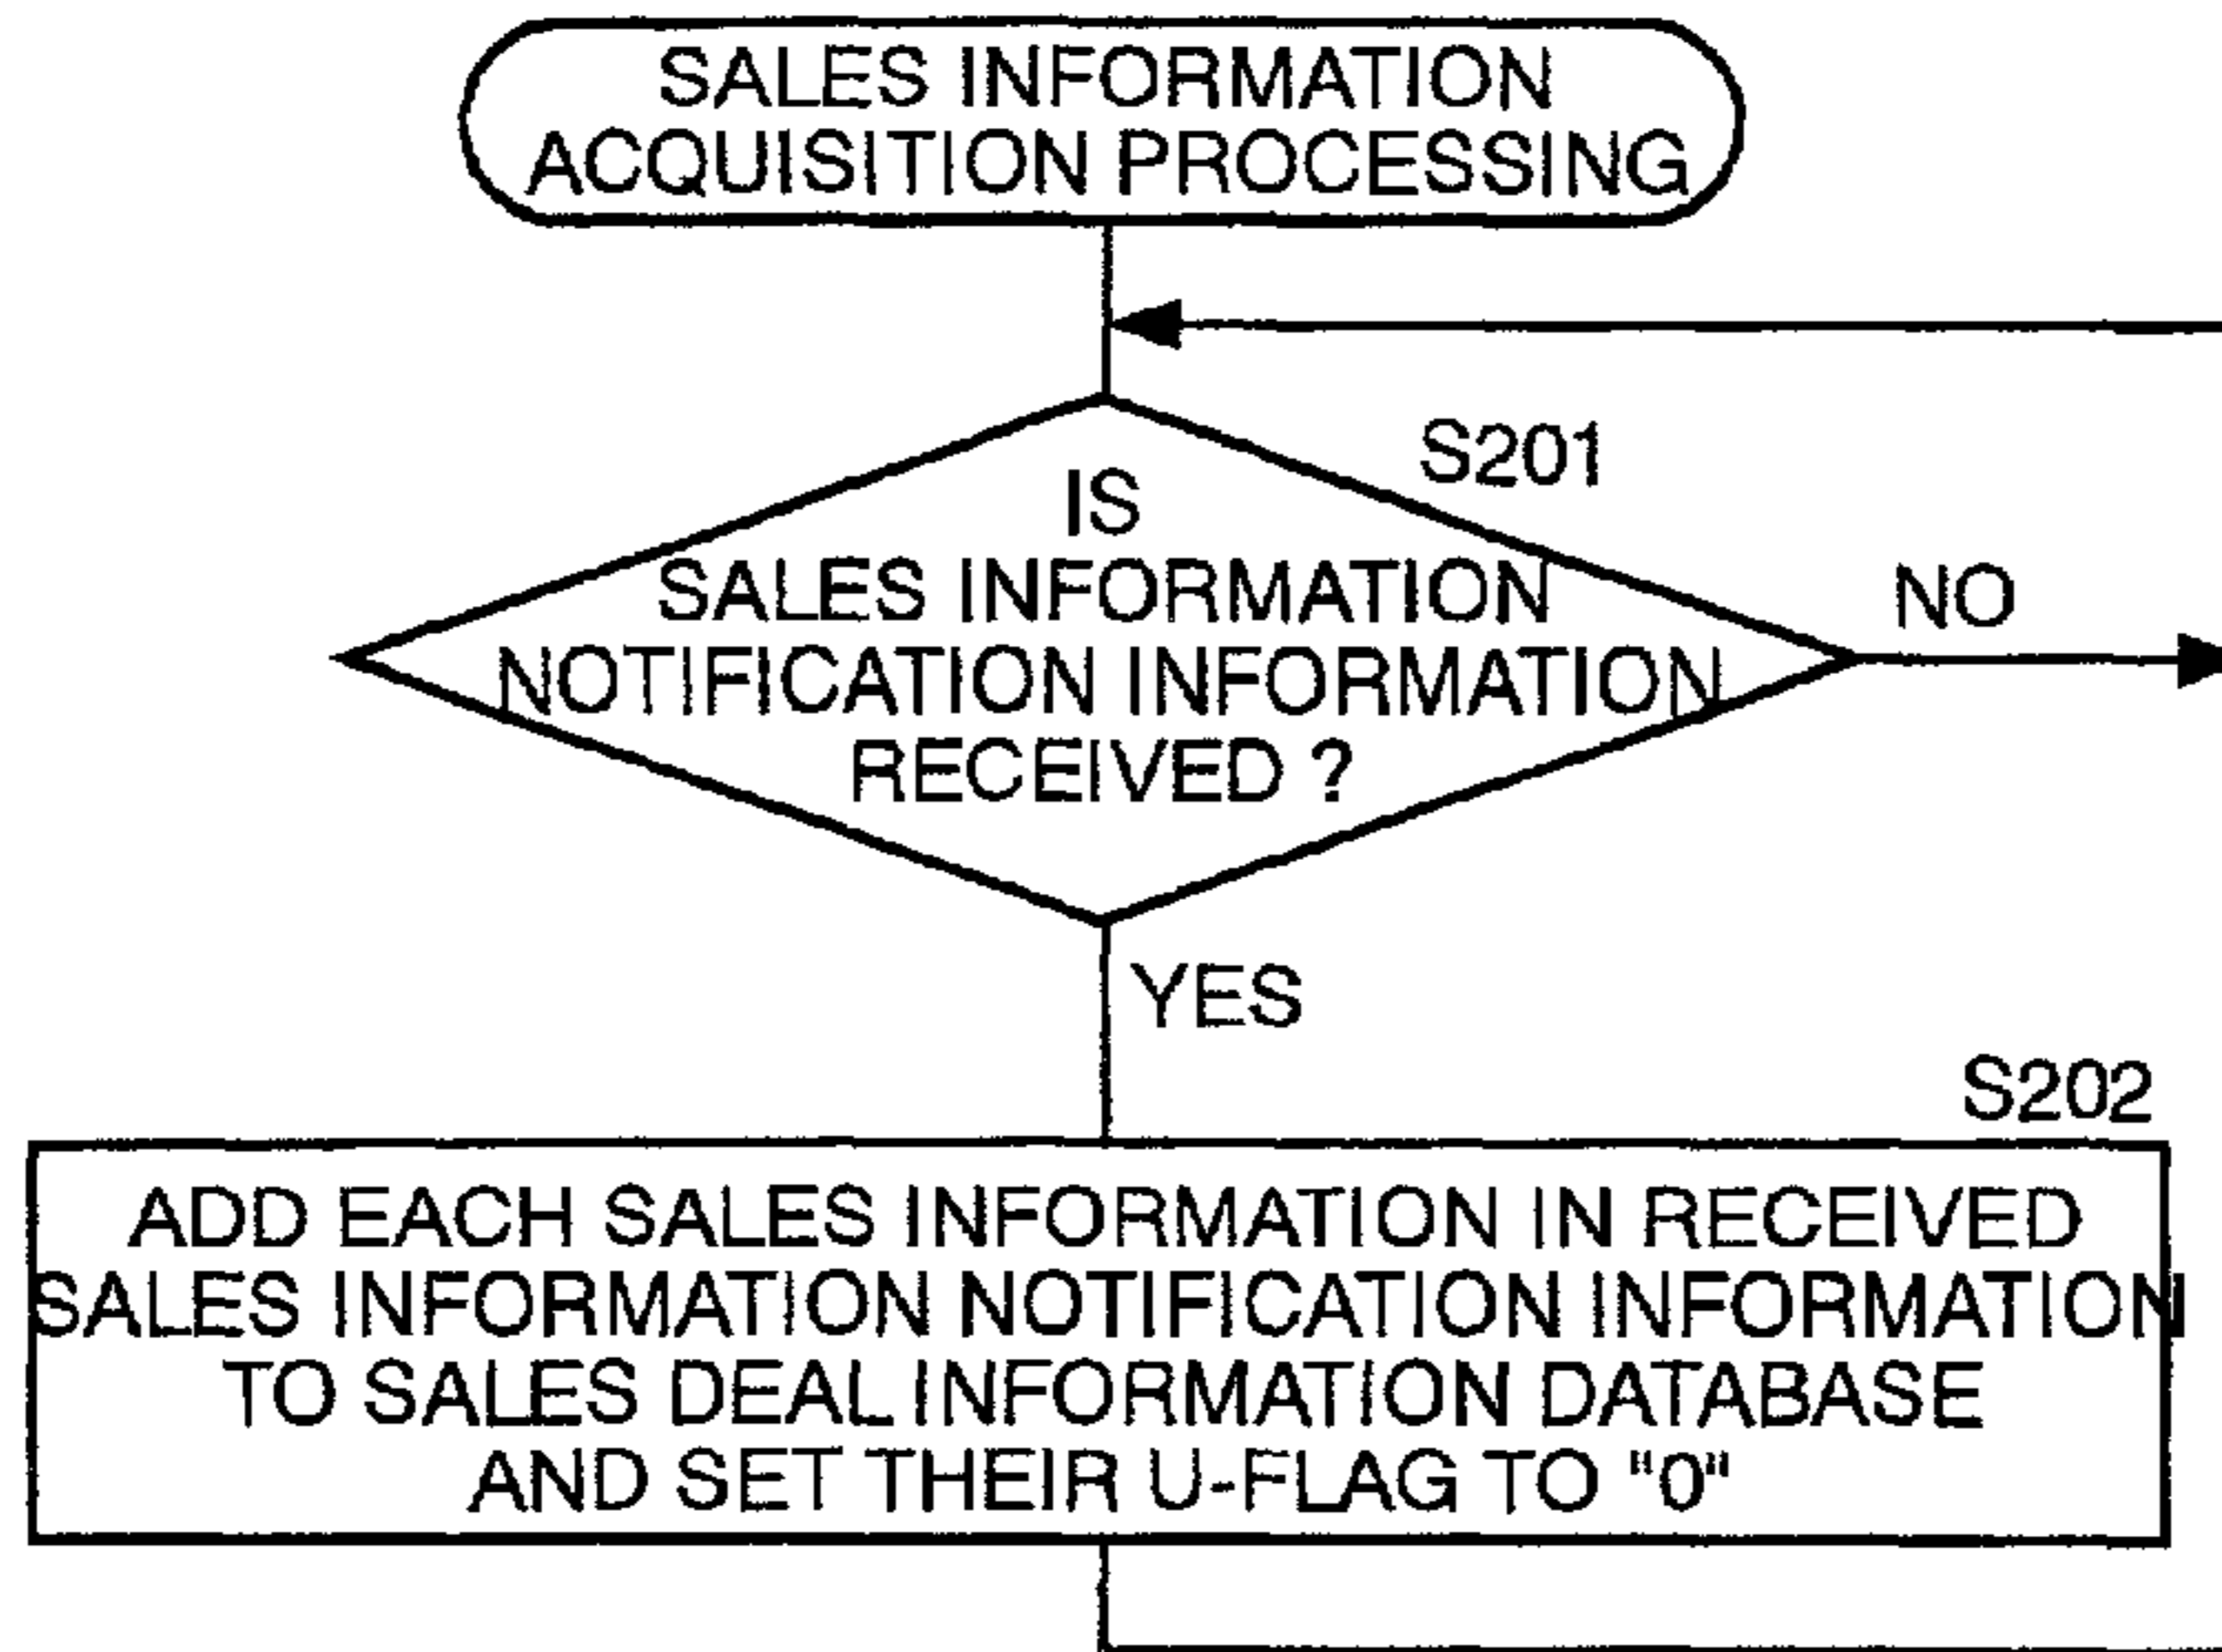 SALES INFORMATION
ACQUISITION PROCESSING
S201
IS
SALES INFORMATION
NOTIFICATION INFORMATION
RECEIVED ?
NO
YES
S202
ADD EACH SALES INFORMATION IN RECEIVED
SALES INFORMATION NOTIFICATION INFORMATION
TO SALES DEAL INFORMATION DATABASE
AND SET THEIR U-FLAG TO "0"